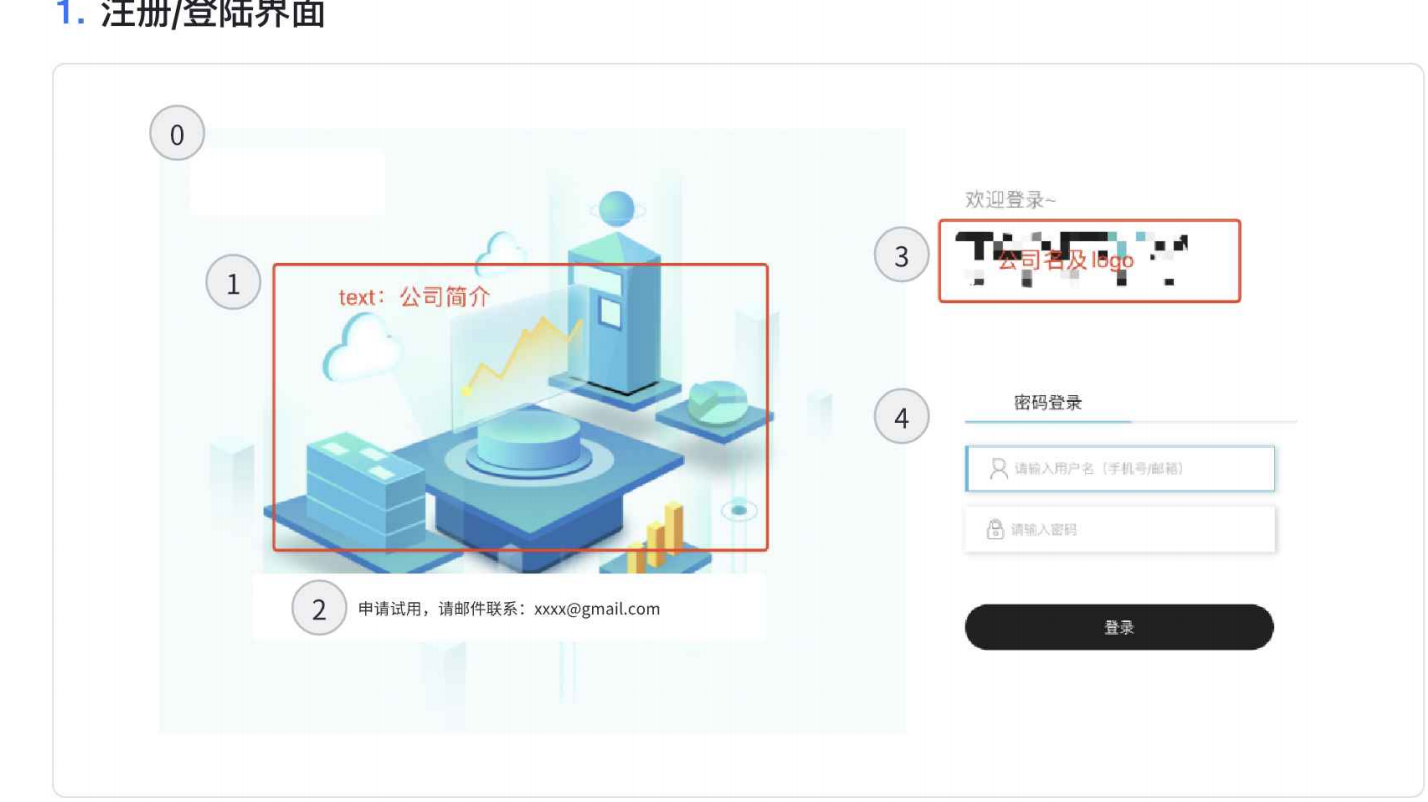 1. 注册/登陆界面
0
1
text：公司简介
2
申请试用，请邮件联系：xxxx@gmail.com
欢迎登录~
3
公司名及logo
4
密码登录
请输入用户名（手机号/邮箱）
请输入密码
登录